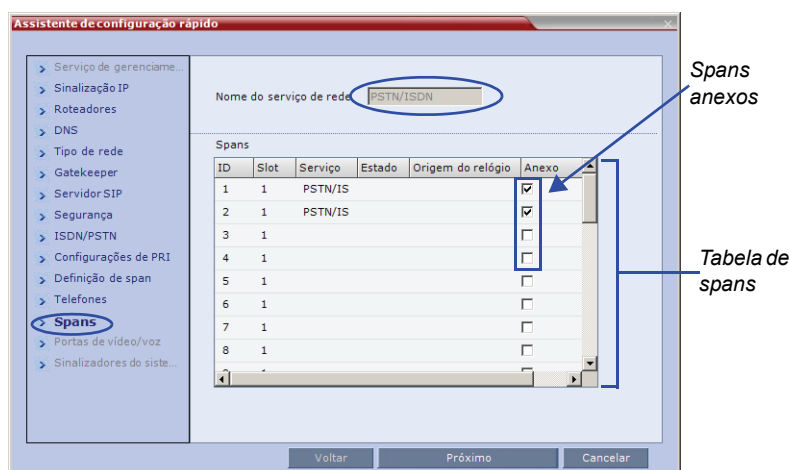 Assistente de configuração rápido
Serviço de gerenciame...
Sinalização IP
Roteadores
DNS
Tipo de rede
Gatekeeper
Servidor SIP
Segurança
ISDN/PSTN
Configurações de PRI
Definição de span
Telefones
Spans
Portas de vídeo/voz
Sinalizadores do siste...
Nome do serviço de rede PSTN/ISDN
Spans
ID Slot Serviço Estado Origem do relógio Anexo
1 1 PSTN/IS
2 1 PSTN/IS
3 1
4 1
5 1
6 1
7 1
8 1
Voltar Próximo Cancelar
Spans
anexos
Tabela de
spans